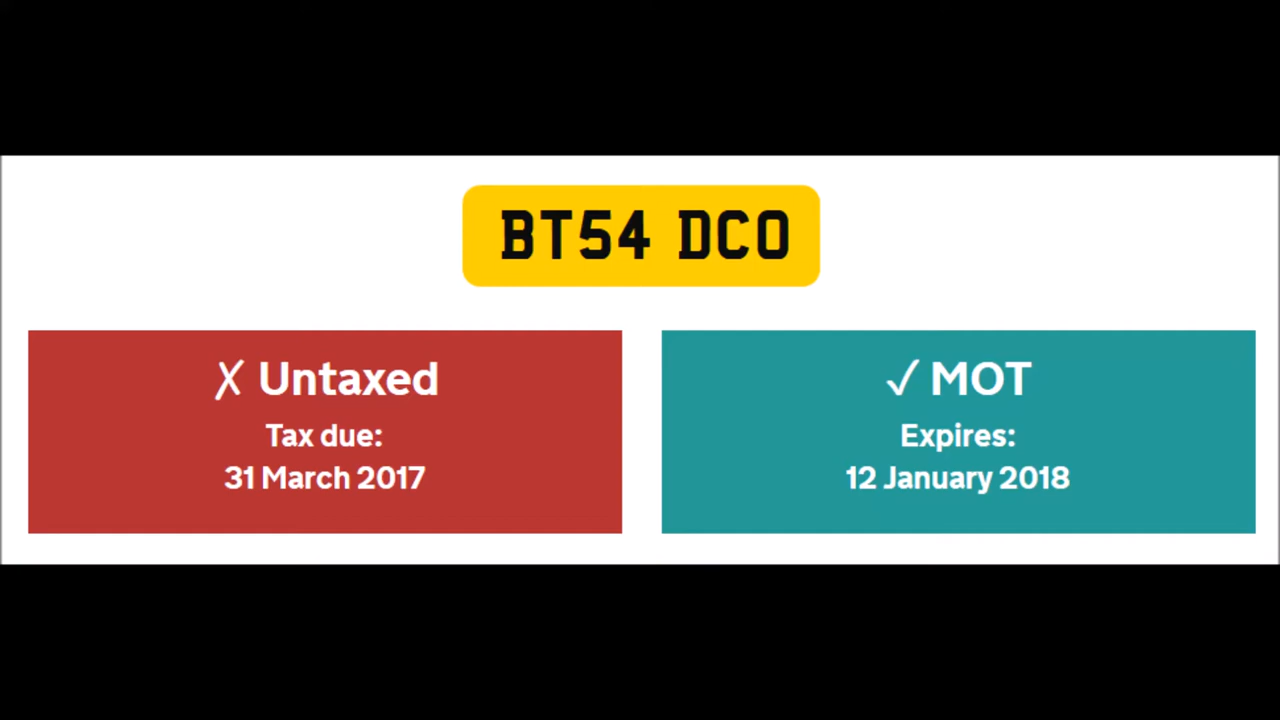 BT54 DCO
✗ Untaxed
Tax due:
31 March 2017
✓ MOT
Expires:
12 January 2018